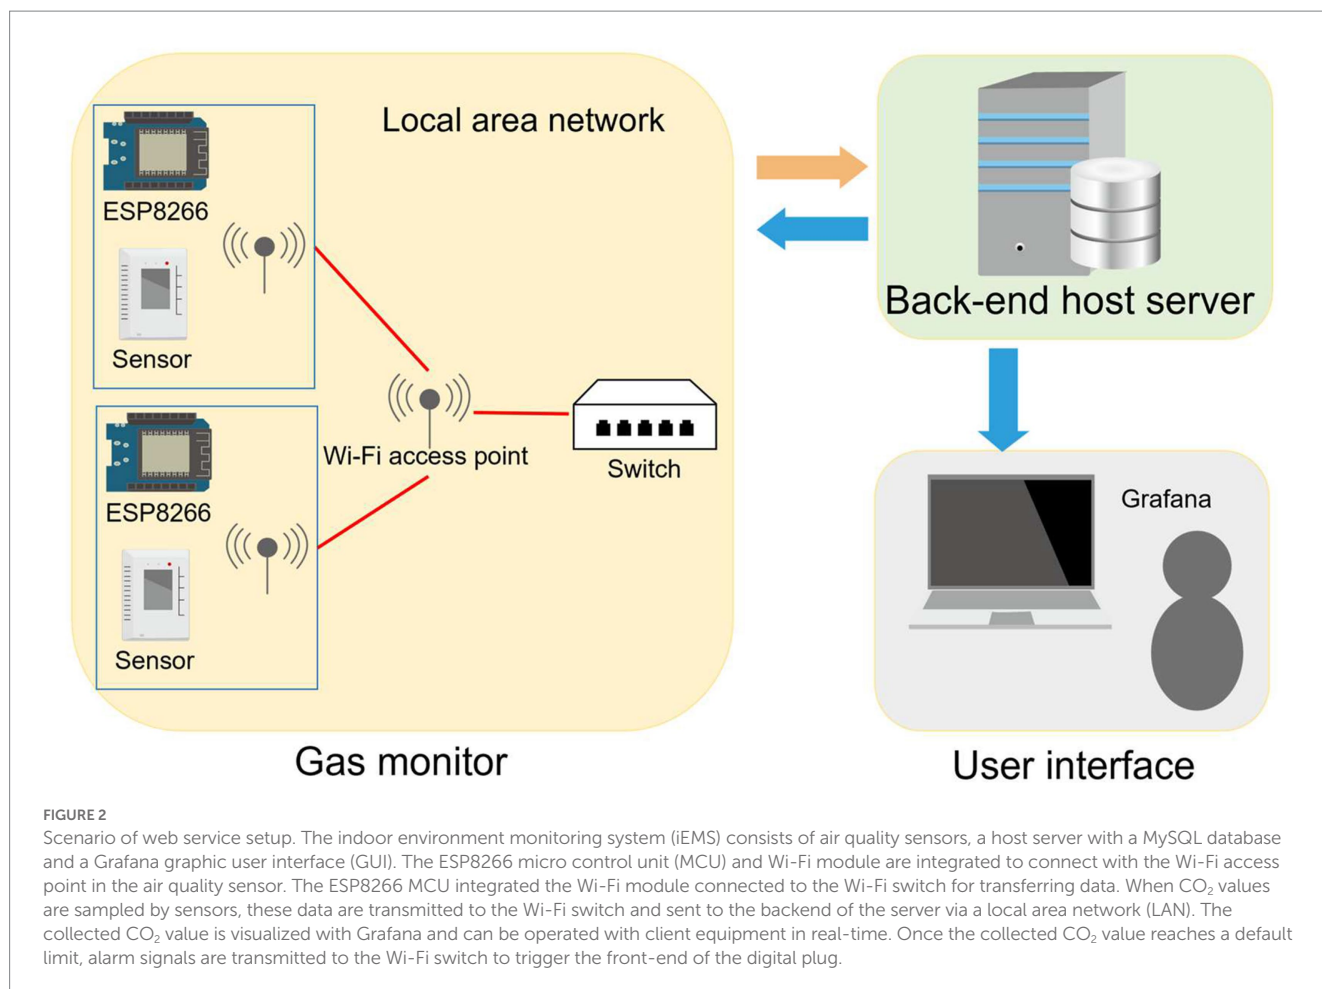 Local area network
ESP8266
Sensor
Wi-Fi access point
Switch
ESP8266
Sensor
Gas monitor
Back-end host server
Grafana
User interface
FIGURE 2
Scenario of web service setup. The indoor environment monitoring system (iEMS) consists of air quality sensors, a host server with a MySQL database
and a Grafana graphic user interface (GUI). The ESP8266 micro control unit (MCU) and Wi-Fi module are integrated to connect with the Wi-Fi access
point in the air quality sensor. The ESP8266 MCU integrated the Wi-Fi module connected to the Wi-Fi switch for transferring data. When CO₂ values
are sampled by sensors, these data are transmitted to the Wi-Fi switch and sent to the backend of the server via a local area network (LAN). The
collected CO₂ value is visualized with Grafana and can be operated with client equipment in real-time. Once the collected CO₂ value reaches a default
limit, alarm signals are transmitted to the Wi-Fi switch to trigger the front-end of the digital plug.